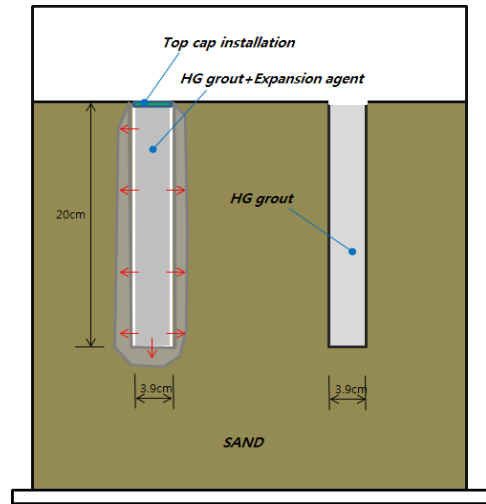 Top cap installation
HG grout+Expansion agent
20cm
HG grout
3.9cm
3.9cm
SAND